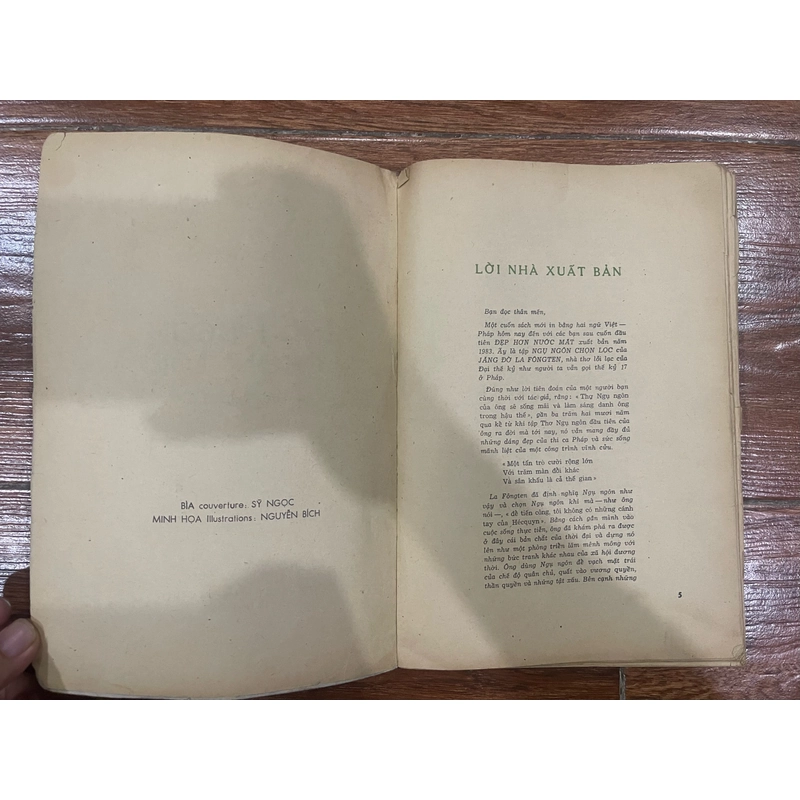 BÌA couverture: SỸ NGỌC
MINH HỌA Illustrations: NGUYỄN BÍCH
LỜI NHÀ XUẤT BẢN
Bạn đọc thân mến,
Một cuốn sách mới in bằng hai ngữ Việt —
Pháp hôm nay đến với các bạn sau cuốn đầu
tiên ĐẸP HƠN NƯỚC MẮT xuất bản năm
1983. Ấy là tập NGỤ NGÔN CHỌN LỌC của
JĂNG ĐỜ LA FÔNGTEN, nhà thơ lỗi lạc của
Đại thế kỷ như người ta vẫn gọi thế kỷ 17
ở Pháp.
Đúng như lời tiên đoán của một người bạn
cùng thời với tác giả, rằng: «Thơ Ngụ ngôn
của ông sẽ sống mãi và làm sáng danh ông
trong hậu thế», gần ba trăm hai mươi năm
qua kể từ khi tập Thơ Ngụ ngôn đầu tiên của
ông ra đời mà tới nay, nó vẫn mang đầy đủ
những dáng đẹp của thi ca Pháp và sức sống
mãnh liệt của một công trình vĩnh cửu.
«Một tấn trò cười rộng lớn
Với trăm màn đổi khác
Và sân khấu là cả thế gian»
La Fôngten đã định nghĩa Ngụ ngôn như
vậy và chọn Ngụ ngôn khi mà — như ông
nói —, « để tiến công, tôi không có những cánh
tay của Hécquyn». Bằng cách gắn mình vào
cuộc sống thực tiễn, ông đã khám phá ra được
ở đây cái bản chất của thời đại và dựng nó
lên như một phòng triển lãm mênh mông với
những bức tranh khác nhau của xã hội đương
thời. Ông dùng Ngụ ngôn để vạch mặt trái
của chế độ quân chủ, quất vào vương quyền,
thần quyền và những tật xấu. Bên cạnh những
5